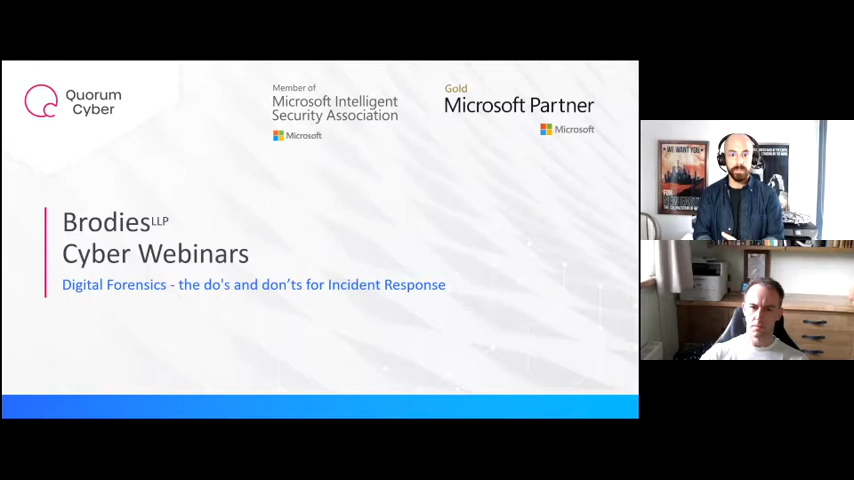 Quorum
Cyber
Member of
Microsoft Intelligent
Security Association
Microsoft
Gold
Microsoft Partner
Microsoft
BrodiesLLP
Cyber Webinars
Digital Forensics - the do's and don'ts for Incident Response
WE WANT YOU
FOR